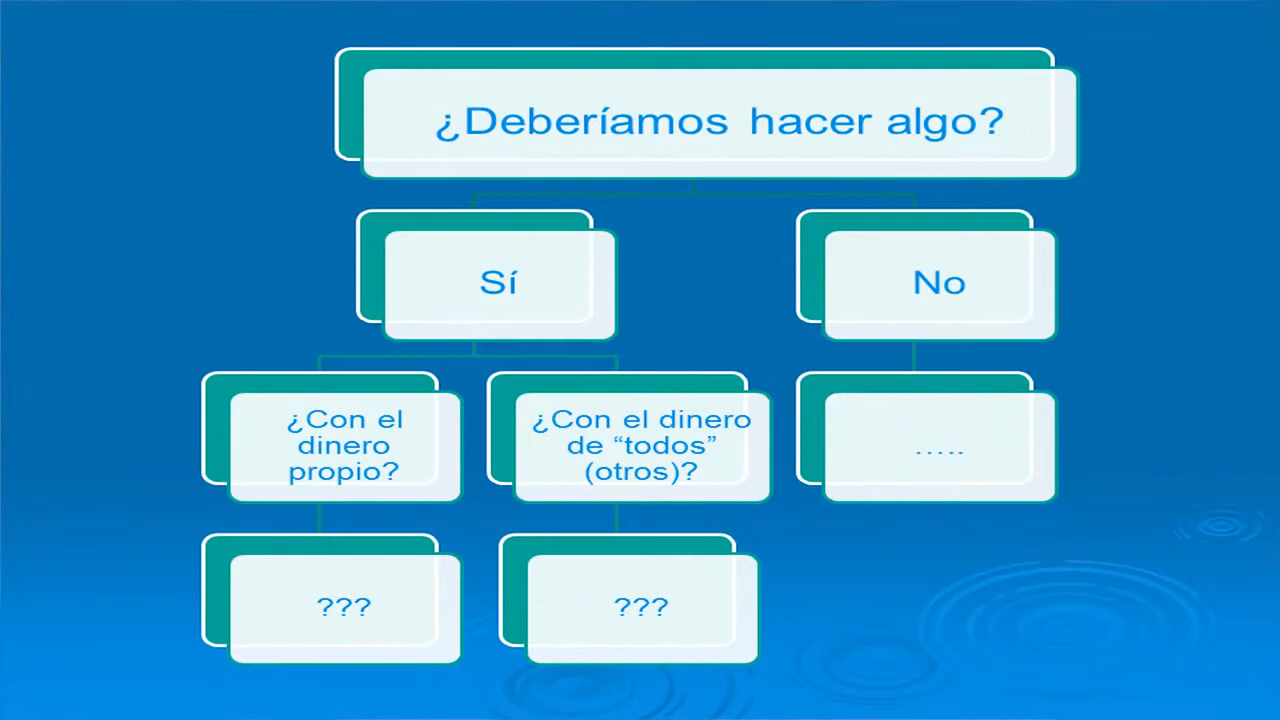 ¿Deberíamos hacer algo?
Sí
No
¿Con el
dinero
propio?
¿Con el dinero
de “todos”
(otros)?
…..
???
???